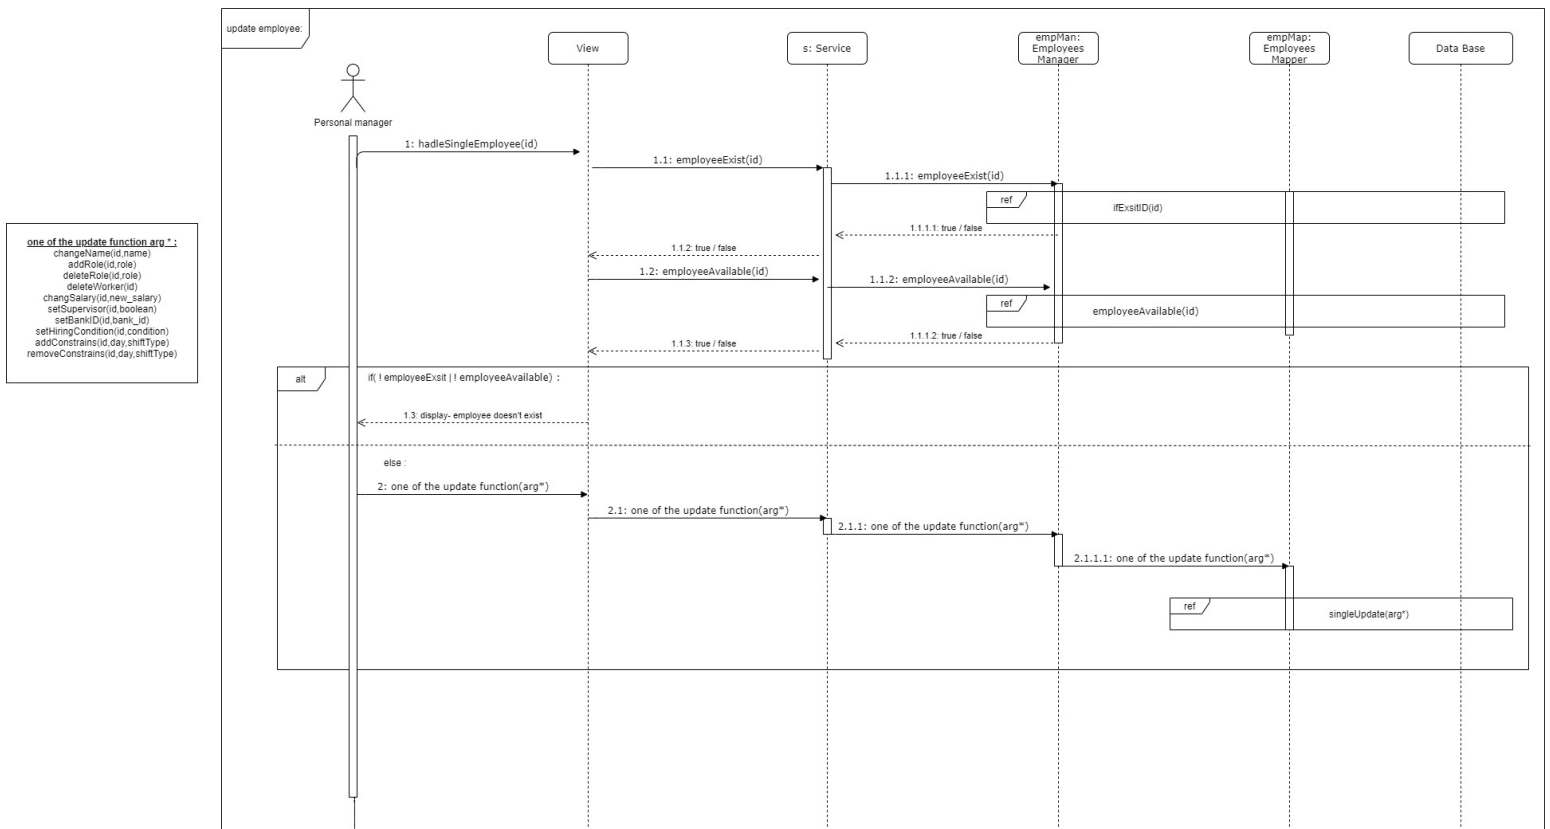 update employee:
View
s: Service
empMan:
Employees
Manager
empMap:
Employees
Mapper
Data Base
Personal manager
1: hadleSingleEmployee(id)
1.1: employeeExist(id)
1.1.1: employeeExist(id)
ref
ifExsitID(id)
1.1.1.1: true / false
1.1.2: true / false
1.2: employeeAvailable(id)
1.1.2: employeeAvailable(id)
ref
employeeAvailable(id)
1.1.1.2: true / false
1.1.3: true / false
one of the update function arg * :
changeName(id,name)
addRole(id,role)
deleteRole(id,role)
deleteWorker(id)
changSalary(id,new_salary)
setSupervisor(id,boolean)
setBankID(id,bank_id)
setHiringCondition(id,condition)
addConstrains(id,day,shiftType)
removeConstrains(id,day,shiftType)
alt
if( ! employeeExsit | ! employeeAvailable) :
1.3: display- employee doesn't exist
else :
2: one of the update function(arg*)
2.1: one of the update function(arg*)
2.1.1: one of the update function(arg*)
2.1.1.1: one of the update function(arg*)
ref
singleUpdate(arg*)